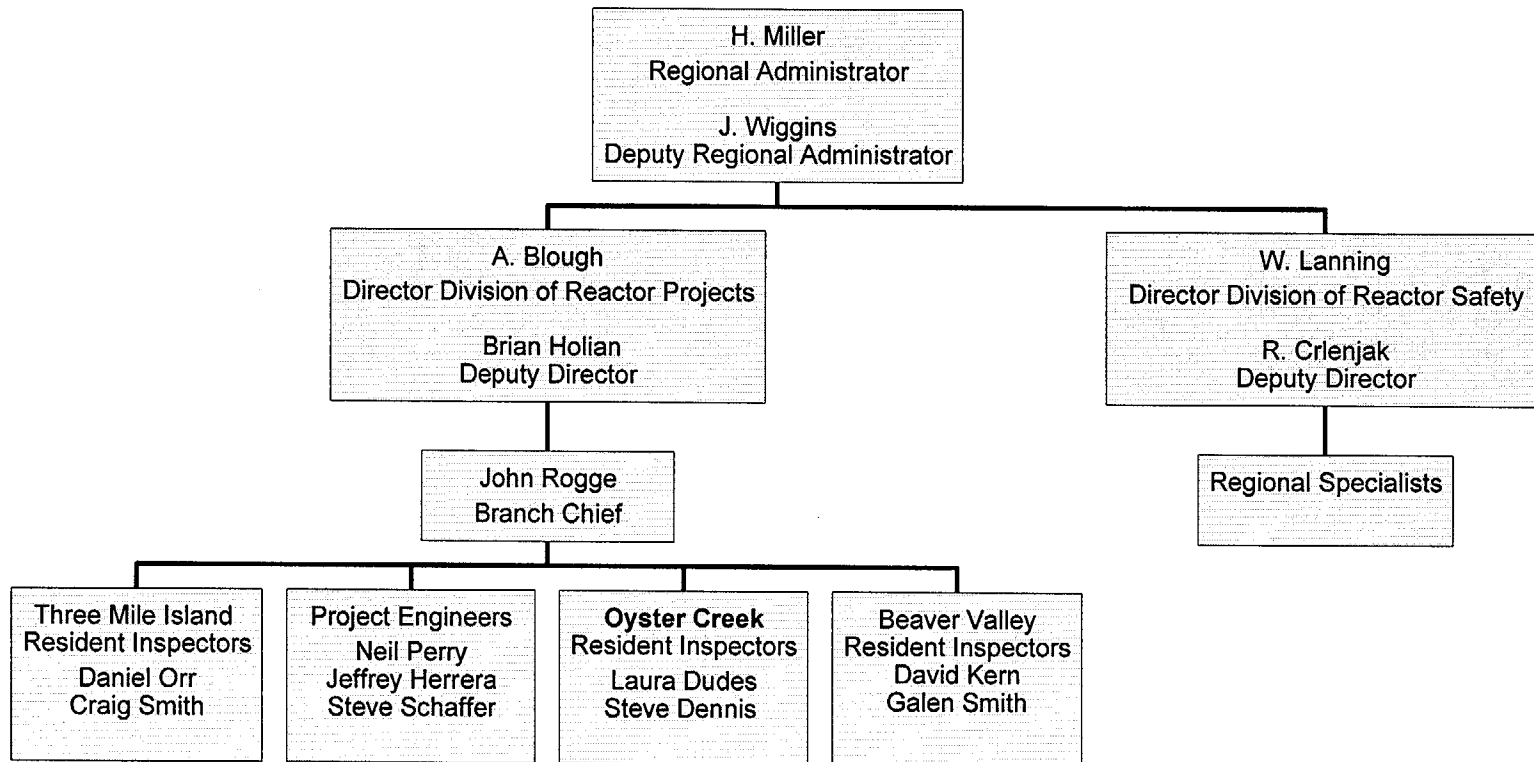 H. Miller
Regional Administrator
J. Wiggins
Deputy Regional Administrator
A. Blough
Director Division of Reactor Projects
Brian Holian
Deputy Director
W. Lanning
Director Division of Reactor Safety
R. Crlenjak
Deputy Director
John Rogge
Branch Chief
Regional Specialists
Three Mile Island
Resident Inspectors
Daniel Orr
Craig Smith
Project Engineers
Neil Perry
Jeffrey Herrera
Steve Schaffer
Oyster Creek
Resident Inspectors
Laura Dudes
Steve Dennis
Beaver Valley
Resident Inspectors
David Kern
Galen Smith